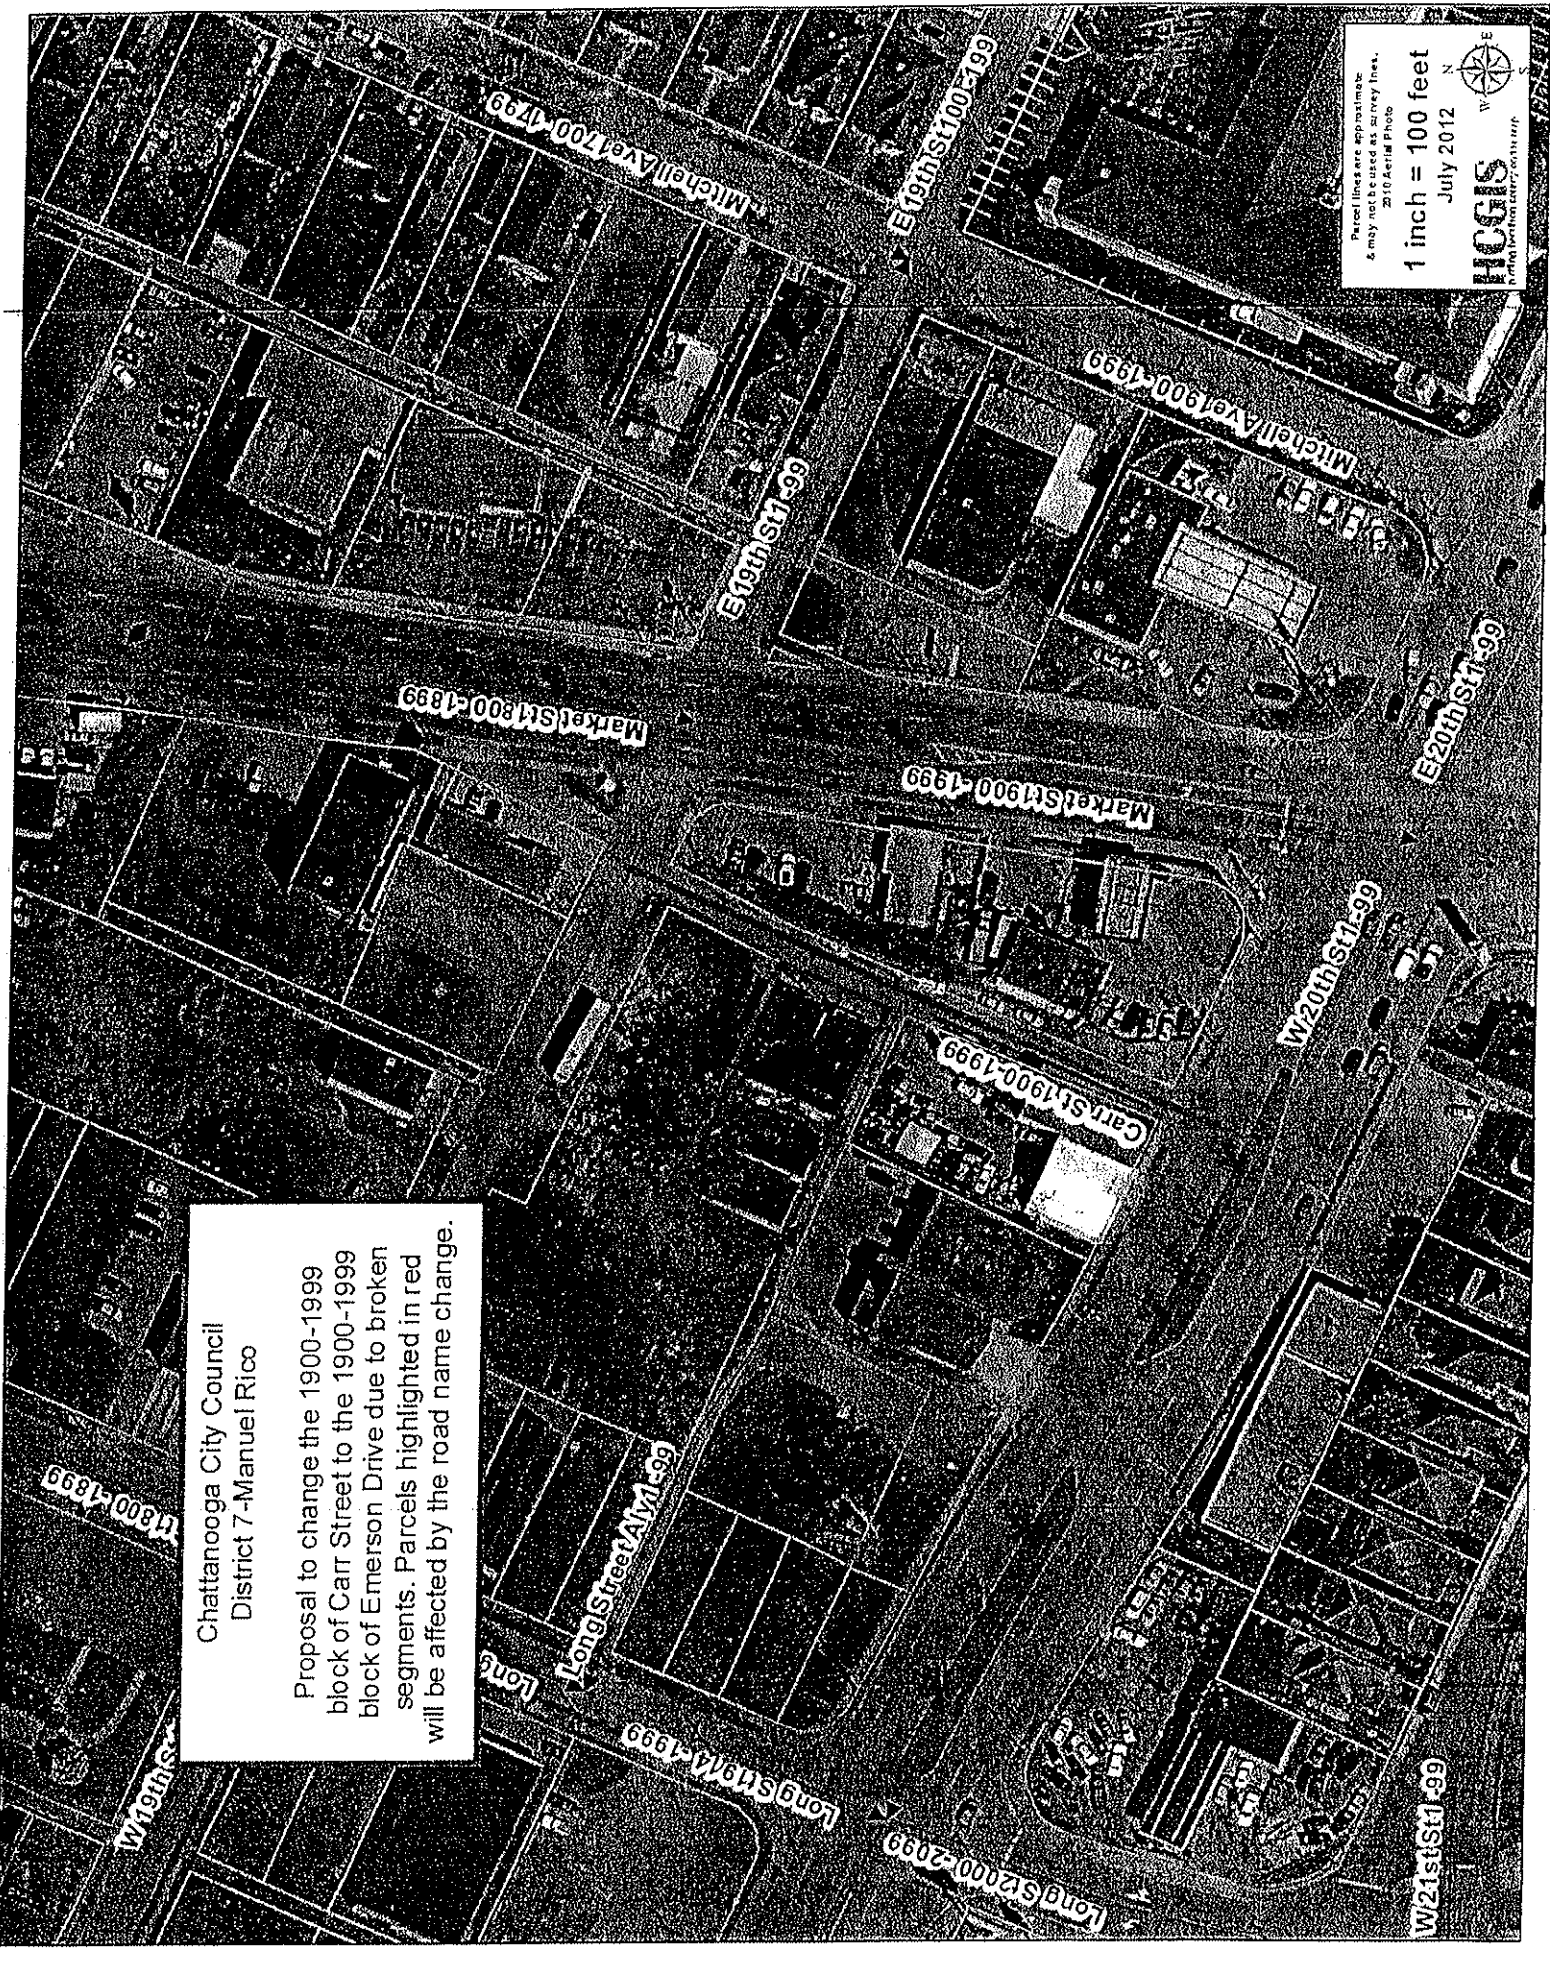 Chattanooga City Council
District 7-Manuel Rico
Proposal to change the 1900-1999
block of Carr Street to the 1900-1999
block of Emerson Drive due to broken
segments. Parcels highlighted in red
will be affected by the road name change.
W 19th St
1800-1899
Long
Long Street Aly 1-99
Long St 1914-1999
Long St 2000-2099
W 21st St 1-99
Market St 1800-1899
Market St 1900-1999
Carr St 1900-1999
W 20th St 1-99
E 20th St 1-99
E 19th St 1-99
Mitchell Ave 1700-1799
E 19th St 100-199
Mitchell Ave 1900-1999
Parcel lines are approximate
& may not be used as survey lines.
2010 Aerial Photo
1 inch = 100 feet
July 2012
N
E
S
W
HCGIS